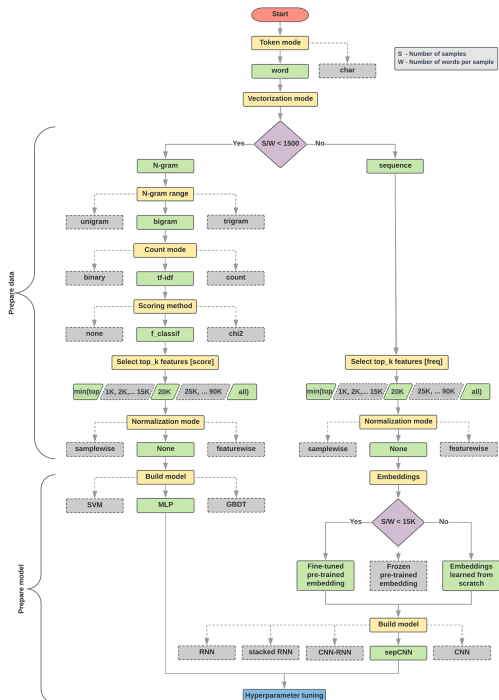 Start
Token mode
word
char
S - Number of samples
W - Number of words per sample
Vectorization mode
S/W < 1500
Yes
No
N-gram
sequence
N-gram range
unigram
bigram
trigram
Count mode
binary
tf-idf
count
Scoring method
none
f_classif
chi2
Select top_k features [score]
Select top_k features [freq]
min(top
1K, 2K,... 15K
20K
25K, ... 90K
all)
min(top
1K, 2K,... 15K
20K
25K, ... 90K
all)
Normalization mode
Normalization mode
samplewise
None
featurewise
samplewise
None
featurewise
Prepare data
Build model
Embeddings
SVM
MLP
GBDT
S/W < 15K
Yes
No
Fine-tuned
pre-trained
embedding
Frozen
pre-trained
embedding
Embeddings
learned from
scratch
Prepare model
Build model
RNN
stacked RNN
CNN-RNN
sepCNN
CNN
Hyperparameter tuning